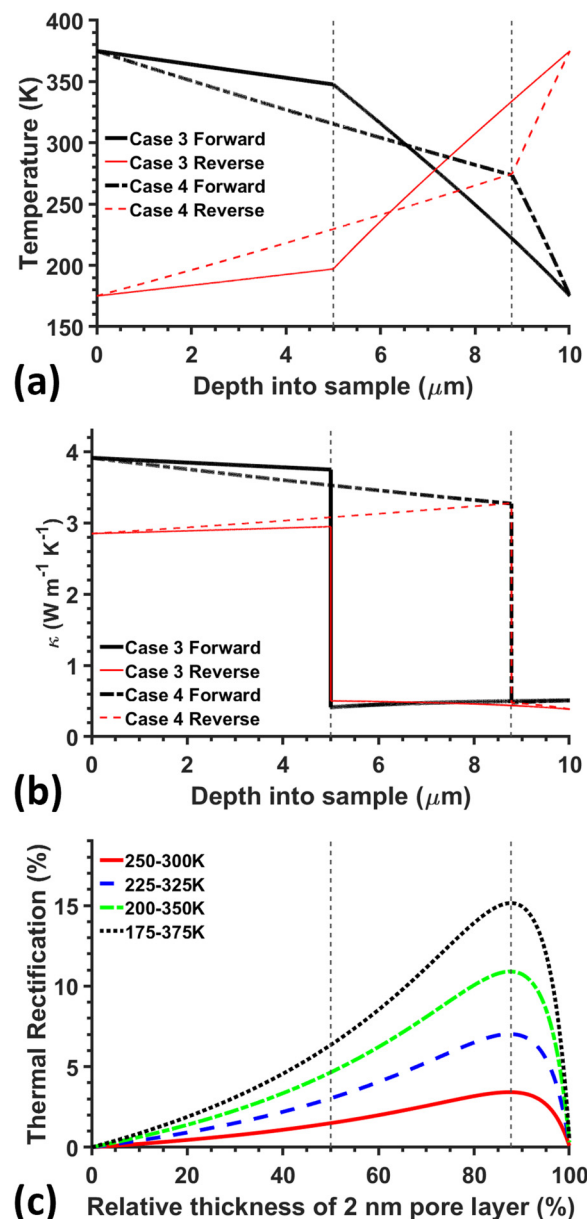 400
350
300
250
200
150
Temperature (K)
Case 3 Forward
Case 3 Reverse
Case 4 Forward
Case 4 Reverse
0 2 4 6 8 10
Depth into sample (μm)
(a)
4
3
2
1
0
κ (W m⁻¹ K⁻¹)
Case 3 Forward
Case 3 Reverse
Case 4 Forward
Case 4 Reverse
0 2 4 6 8 10
Depth into sample (μm)
(b)
15
10
5
0
Thermal Rectification (%)
250-300K
225-325K
200-350K
175-375K
0 20 40 60 80 100
Relative thickness of 2 nm pore layer (%)
(c)